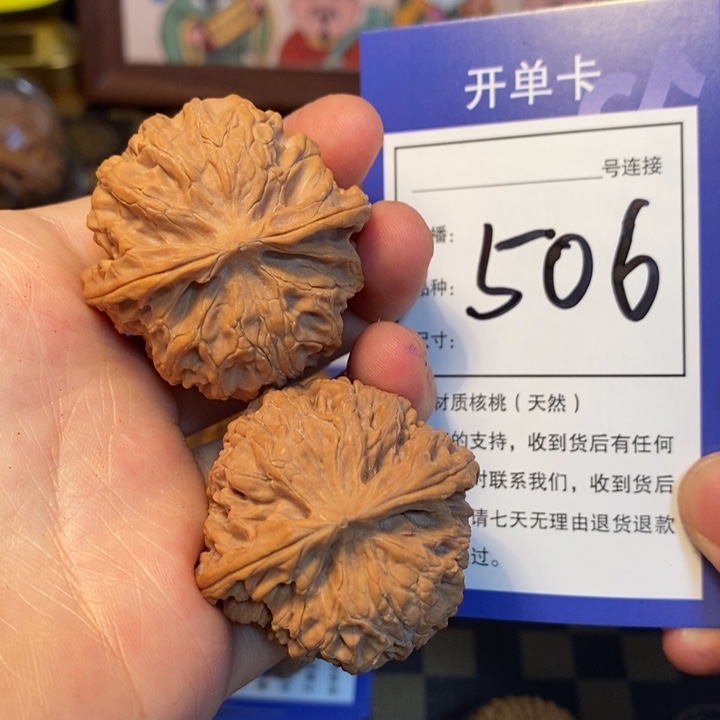 开单卡
号连接
播：
506
品种：
尺寸：
材质核桃（天然）
的支持，收到货后有任何
时联系我们，收到货后
请七天无理由退货退款
过。